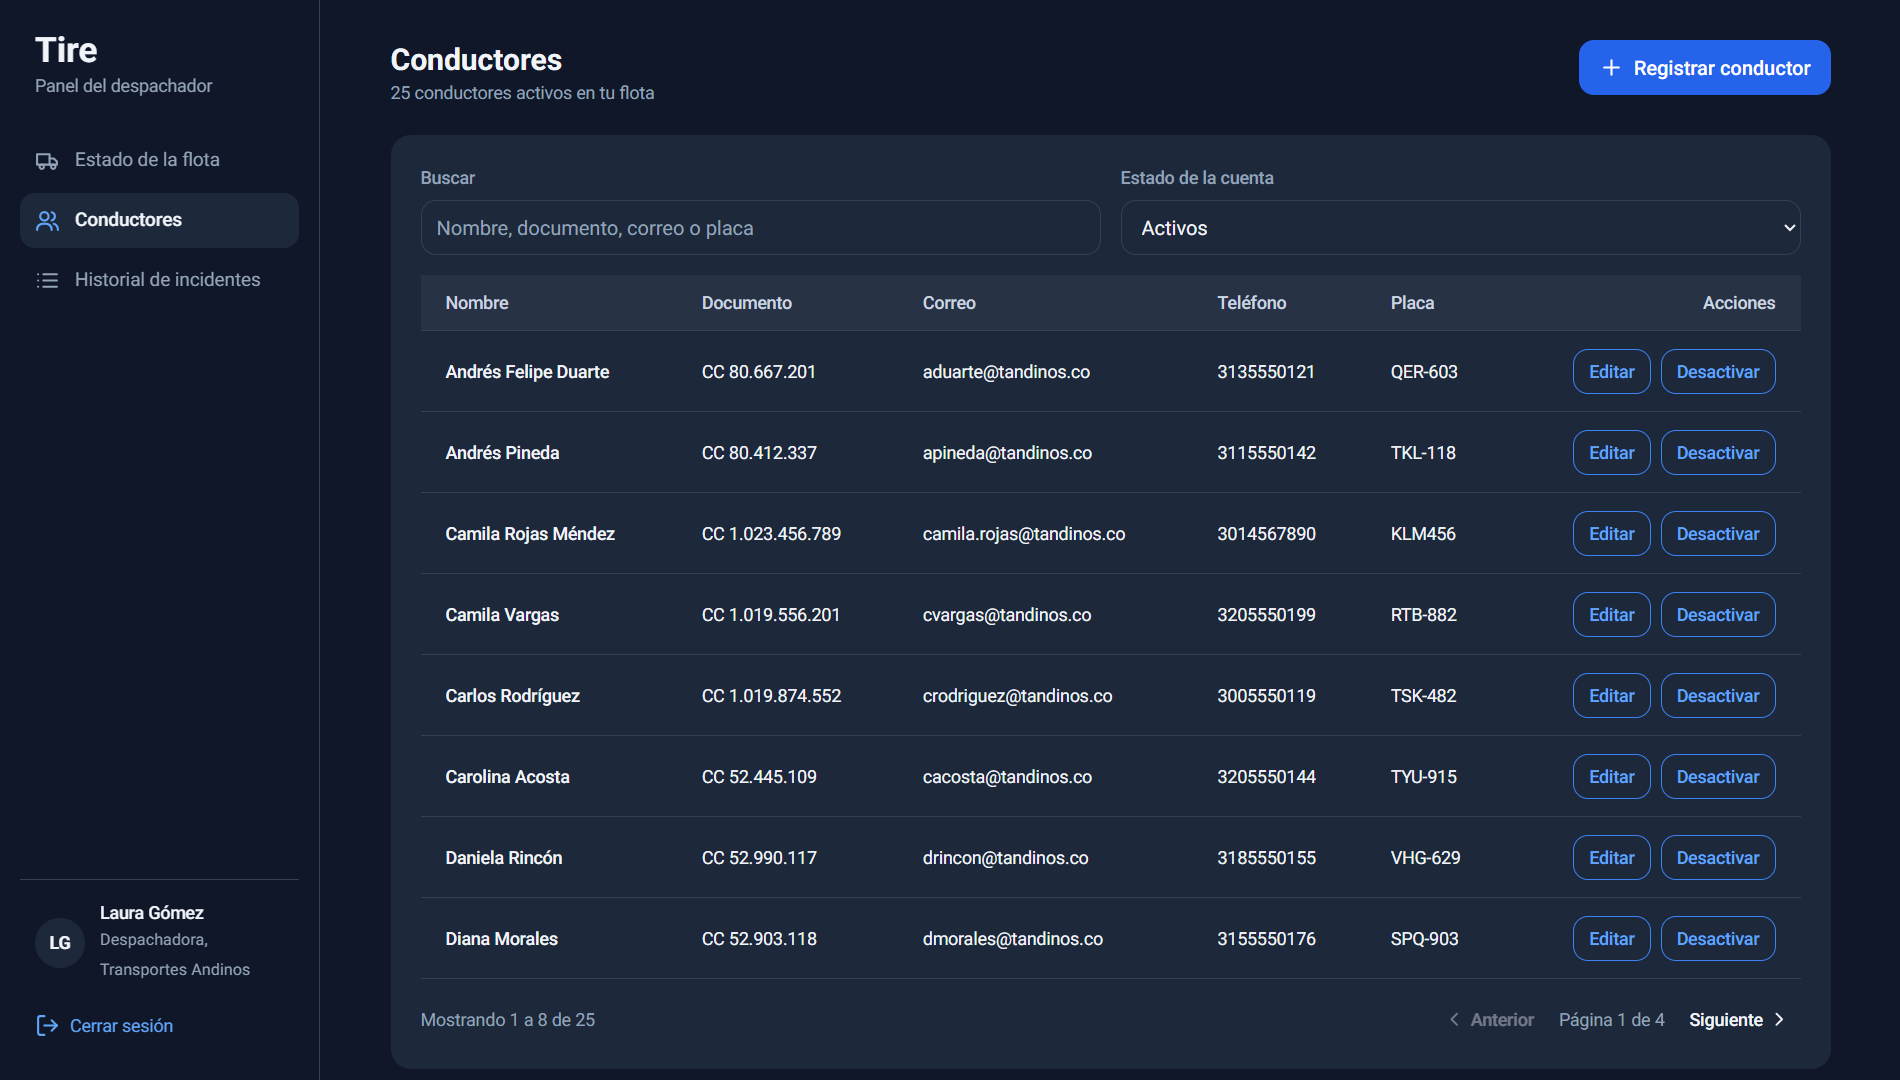 Tire
Panel del despachador
Estado de la flota
Conductores
Historial de incidentes
LG
Laura Gómez
Despachadora,
Transportes Andinos
Cerrar sesión
Conductores
25 conductores activos en tu flota
Registrar conductor
Buscar
Nombre, documento, correo o placa
Estado de la cuenta
Activos
Nombre Documento Correo Teléfono Placa Acciones
Andrés Felipe Duarte CC 80.667.201 aduarte@tandinos.co 3135550121 QER-603 Editar Desactivar
Andrés Pineda CC 80.412.337 apineda@tandinos.co 3115550142 TKL-118 Editar Desactivar
Camila Rojas Méndez CC 1.023.456.789 camila.rojas@tandinos.co 3014567890 KLM456 Editar Desactivar
Camila Vargas CC 1.019.556.201 cvargas@tandinos.co 3205550199 RTB-882 Editar Desactivar
Carlos Rodríguez CC 1.019.874.552 crodriguez@tandinos.co 3005550119 TSK-482 Editar Desactivar
Carolina Acosta CC 52.445.109 cacosta@tandinos.co 3205550144 TYU-915 Editar Desactivar
Daniela Rincón CC 52.990.117 drincon@tandinos.co 3185550155 VHG-629 Editar Desactivar
Diana Morales CC 52.903.118 dmorales@tandinos.co 3155550176 SPQ-903 Editar Desactivar
Mostrando 1 a 8 de 25
Anterior Página 1 de 4 Siguiente